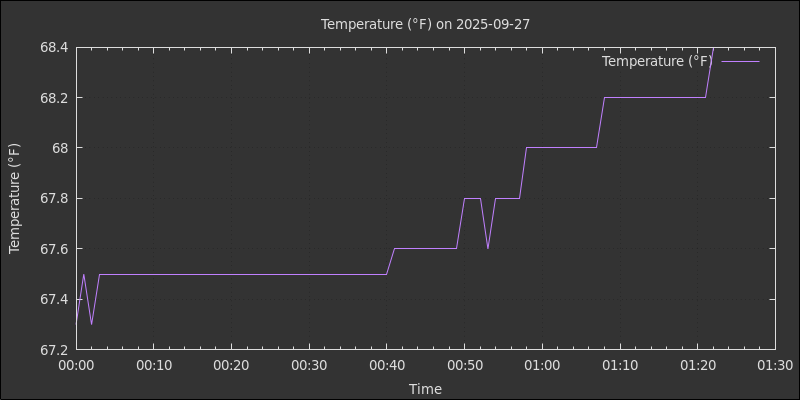 Temperature (°F) on 2025-09-27
Temperature (°F)
68.4
68.2
68
67.8
67.6
67.4
67.2
Temperature (°F)
00:00 00:10 00:20 00:30 00:40 00:50 01:00 01:10 01:20 01:30
Time